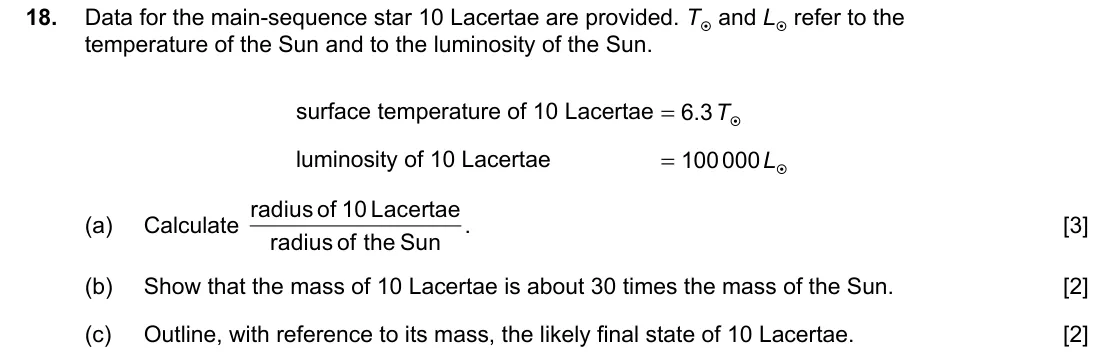 18. Data for the main-sequence star 10 Lacertae are provided. T☉ and L☉ refer to the
temperature of the Sun and to the luminosity of the Sun.
surface temperature of 10 Lacertae = 6.3 T☉
luminosity of 10 Lacertae = 100 000 L☉
(a) Calculate radius of 10 Lacertae / radius of the Sun . [3]
(b) Show that the mass of 10 Lacertae is about 30 times the mass of the Sun. [2]
(c) Outline, with reference to its mass, the likely final state of 10 Lacertae. [2]